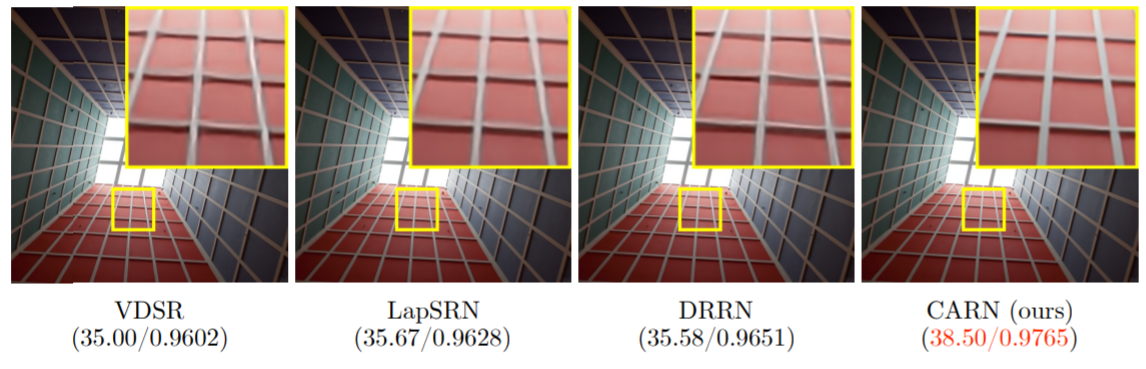 VDSR
(35.00/0.9602)
LapSRN
(35.67/0.9628)
DRRN
(35.58/0.9651)
CARN (ours)
(38.50/0.9765)